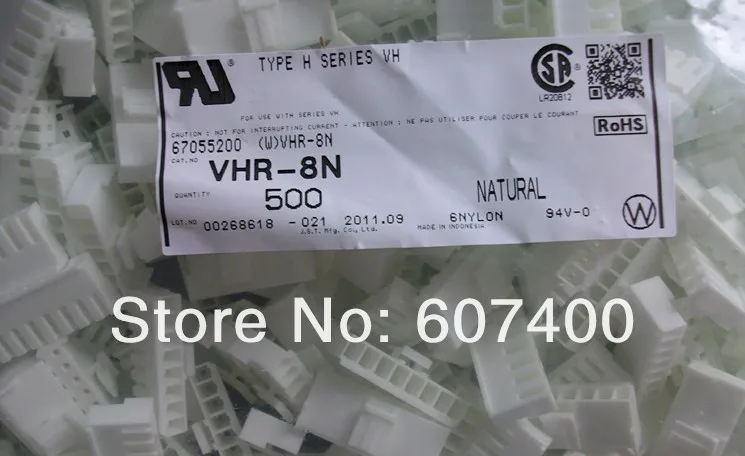 TYPE H SERIES VH
FOR USE WITH SERIES VH
CAUTION : NOT FOR INTERRUPTING CURRENT - ATTENTION : NE PAS UTILISER POUR COUPER LE COURANT
67055200 (W)VHR-8N
CAT.NO
VHR-8N
QUANTITY
500
NATURAL
LOT.NO 00268618 -021 2011.09 6NYLON 94V-0
J.S.T. Mfg. Co., Ltd. MADE IN INDONESIA
SA
LR20812
RoHS
W
Store No: 607400